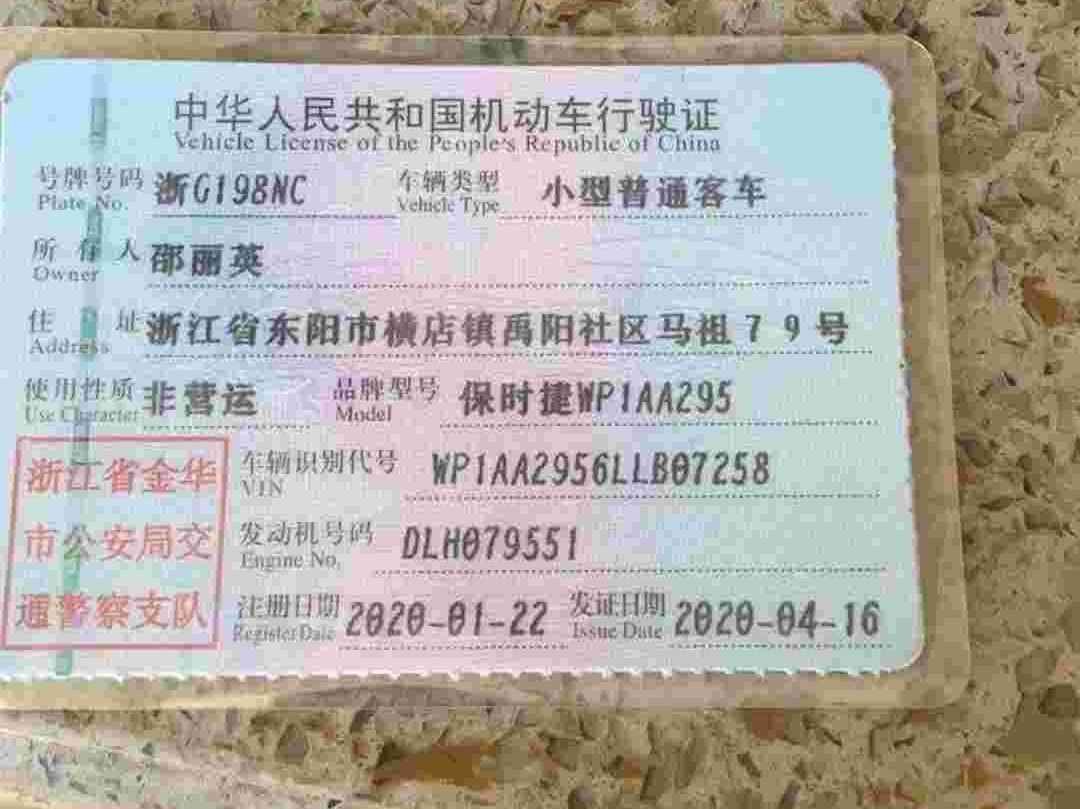 中华人民共和国机动车行驶证
Vehicle License of the People's Republic of China
号牌号码 浙G198NC 车辆类型 小型普通客车
Plate No. Vehicle Type
所有人 邵丽英
Owner
住址 浙江省东阳市横店镇禹阳社区马祖79号
Address
使用性质 非营运 品牌型号 保时捷WP1AA295
Use Character Model
浙江省金华
市公安局交
通警察支队
车辆识别代号 WP1AA2956LLB07258
VIN
发动机号码 DLH079551
Engine No.
注册日期 2020-01-22 发证日期 2020-04-16
Register Date Issue Date